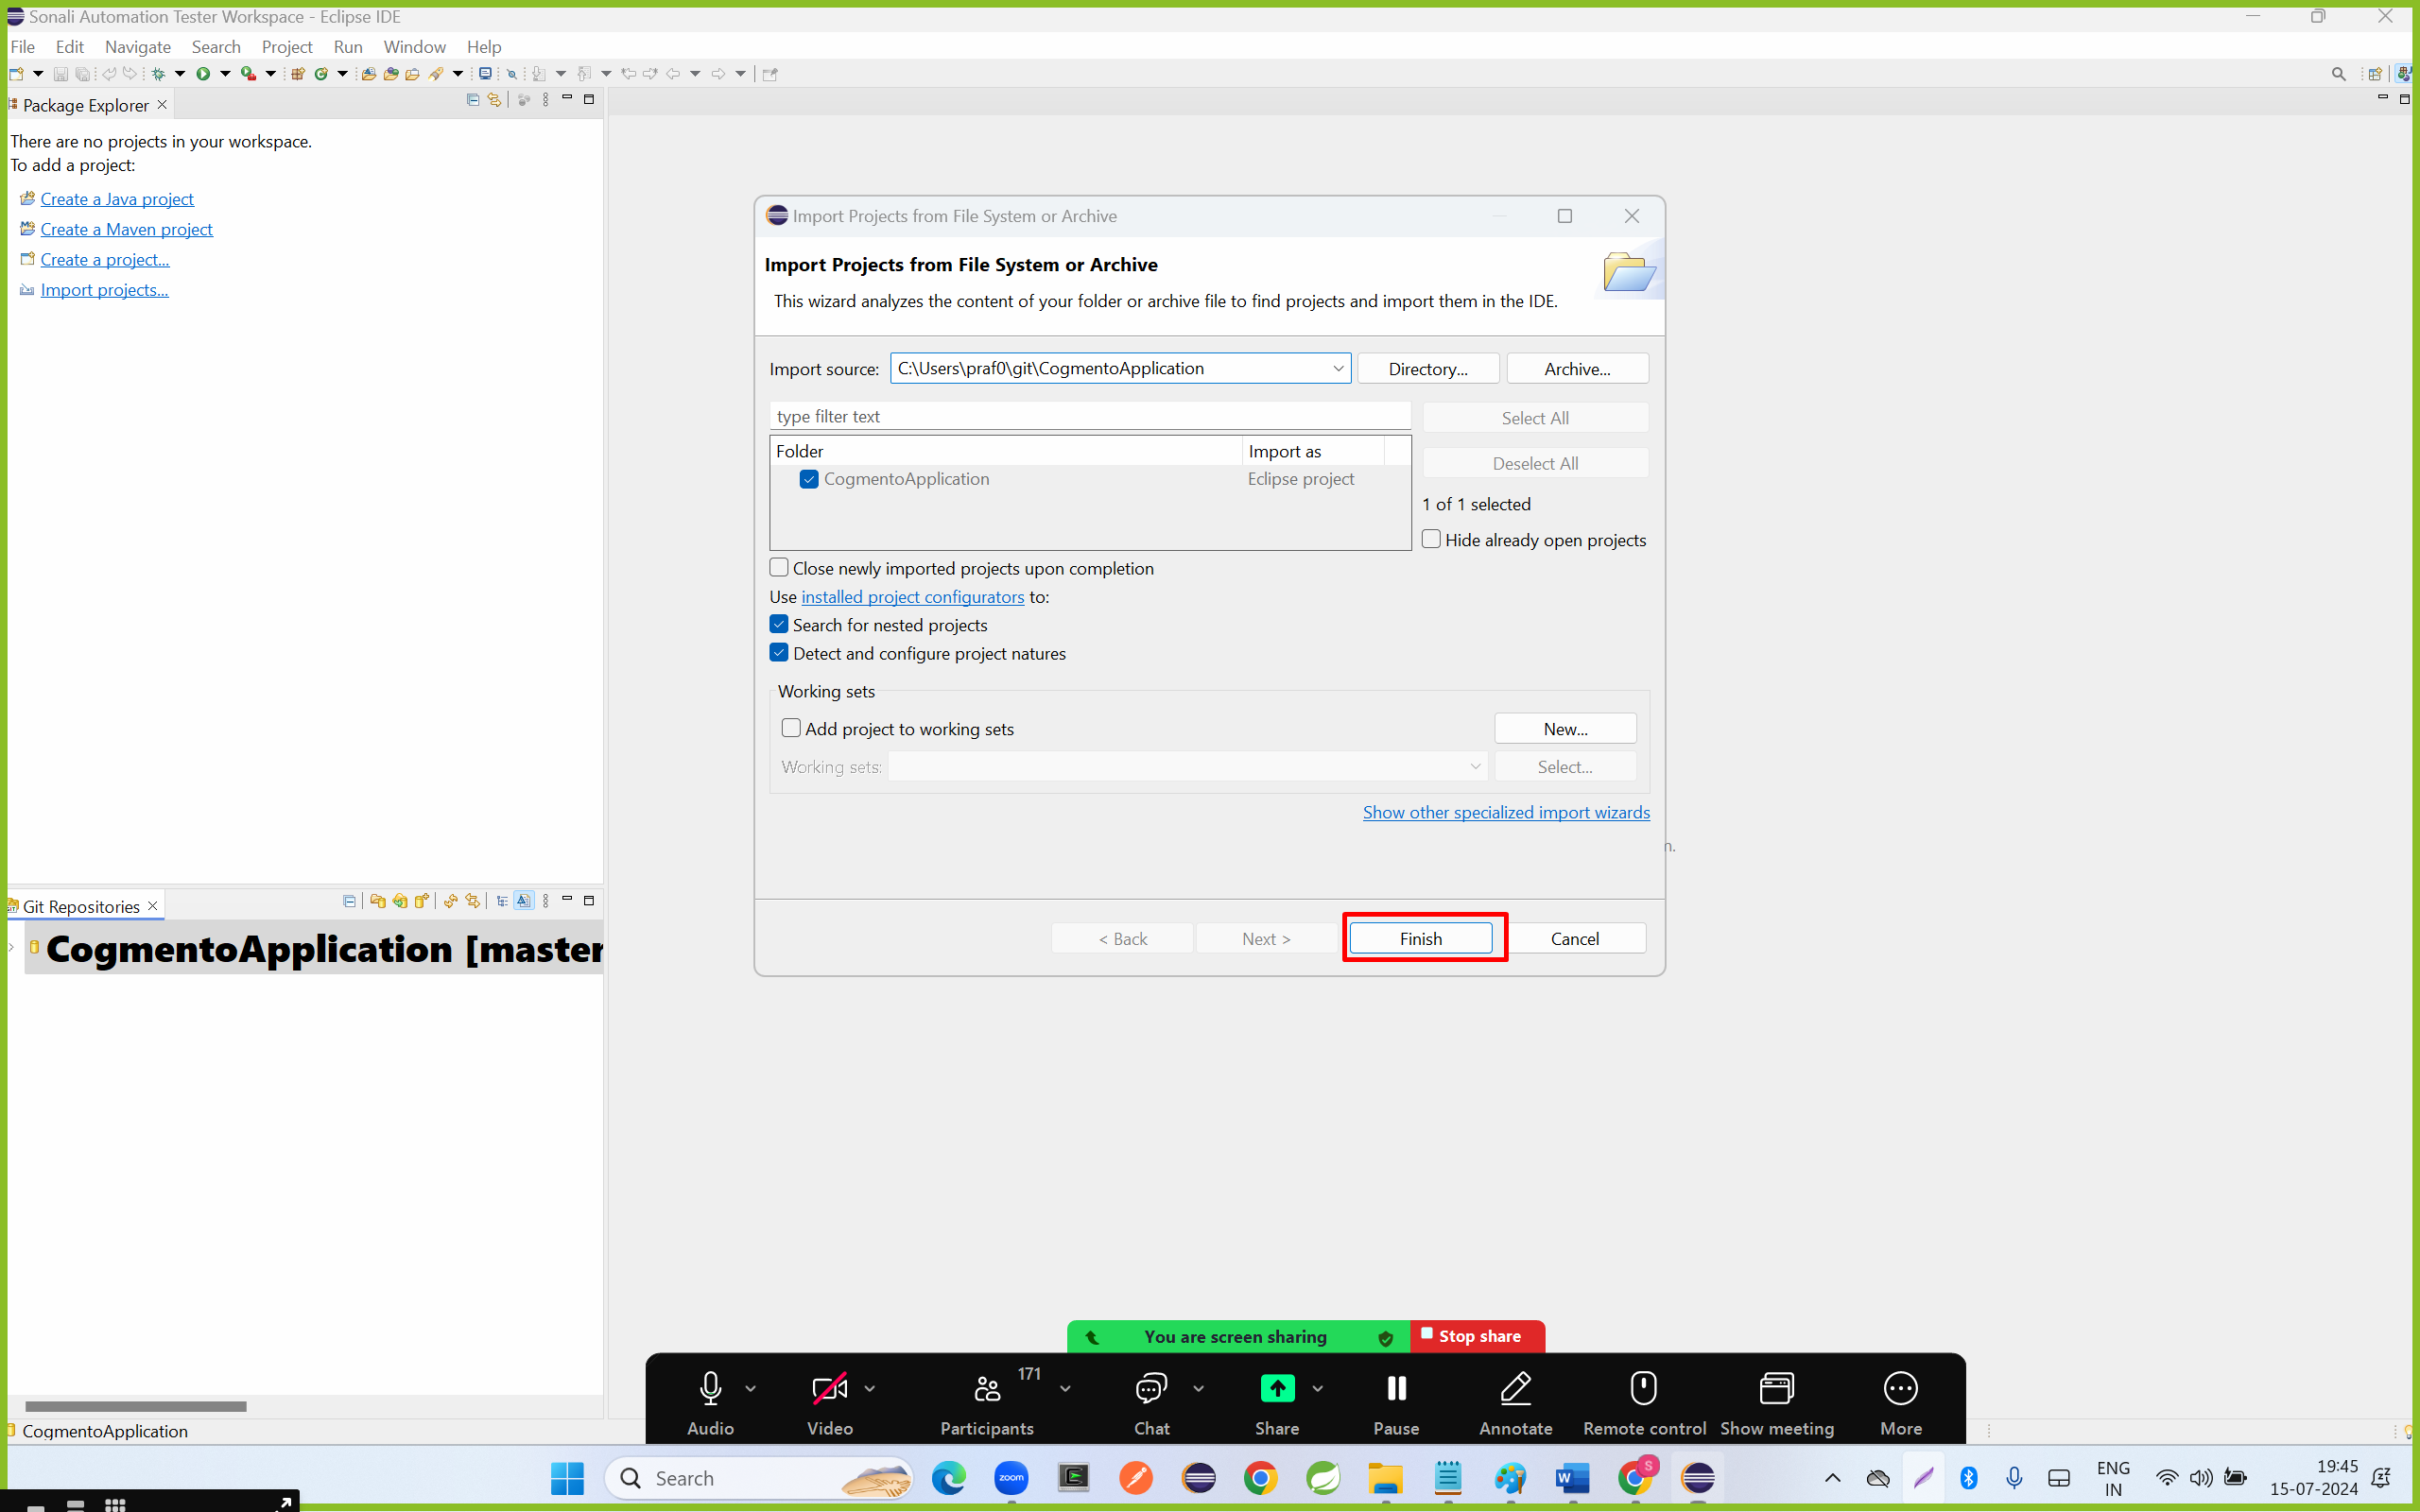 Sonali Automation Tester Workspace - Eclipse IDE
File Edit Navigate Search Project Run Window Help
Package Explorer
There are no projects in your workspace.
To add a project:
Create a Java project
Create a Maven project
Create a project...
Import projects...
Import Projects from File System or Archive
Import Projects from File System or Archive
This wizard analyzes the content of your folder or archive file to find projects and import them in the IDE.
Import source: C:\Users\praf0\git\CogmentoApplication Directory... Archive...
type filter text Select All
Folder Import as
Deselect All
CogmentoApplication Eclipse project
1 of 1 selected
Hide already open projects
Close newly imported projects upon completion
Use installed project configurators to:
Search for nested projects
Detect and configure project natures
Working sets
Add project to working sets New...
Working sets: Select...
Show other specialized import wizards
n.
< Back Next > Finish Cancel
Git Repositories
CogmentoApplication [master
You are screen sharing Stop share
171
Audio Video Participants Chat Share Pause Annotate Remote control Show meeting More
CogmentoApplication
Search
zoom
W
S
ENG
IN
19:45
15-07-2024